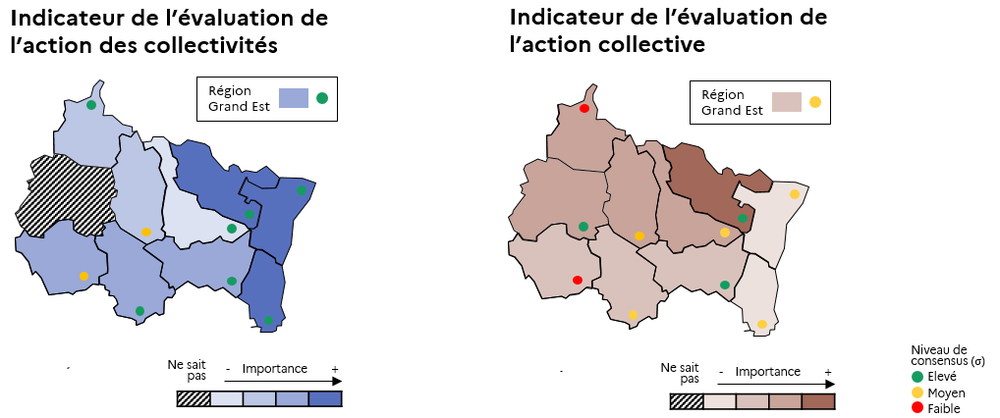 Indicateur de l'évaluation de
l'action des collectivités
Région
Grand Est
Ne sait
pas
- Importance +
Indicateur de l'évaluation de
l'action collective
Région
Grand Est
Ne sait
pas
- Importance +
Niveau de
consensus (σ)
Elevé
Moyen
Faible